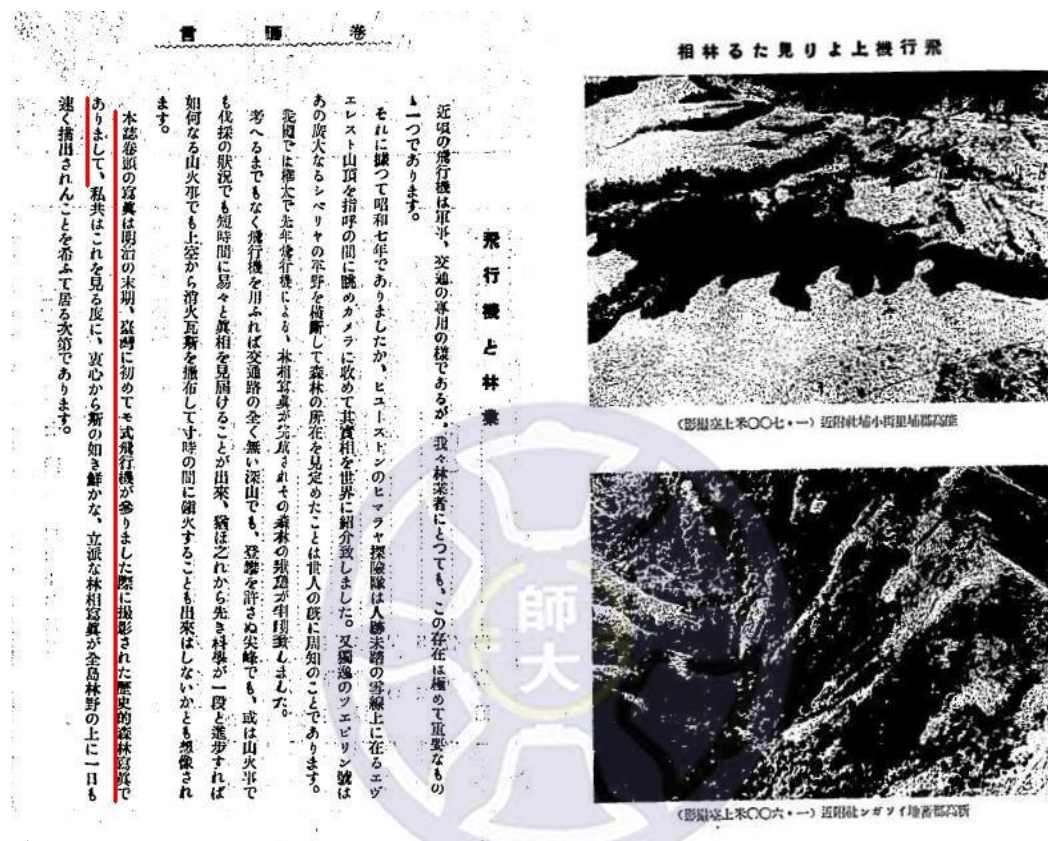 卷頭言
飛行機と林業
近頃の飛行機は軍事、交通の専用の樣であるが、我々林業者にとつても、この存在は極めて重要なもの
ゝ一つであります。
それに據つて昭和七年でありましたか、ヒユーストンのヒマラヤ探險隊は人跡未踏の雪線上に在るエヴ
エレスト山頂を指呼の間に眺めカメラに收めて其實相を世界に紹介致しました。又獨逸のツエピリン號は
あの廣大なるシベリヤの平野を橫斷して森林の所在を見定めたことは世人の旣に周知のことであります。
我國では樺太で先年飛行機による、林相寫眞が完成されその森林の狀況が判明致しました。
考へるまでもなく飛行機を用ふれば交通路の全く無い深山でも、登攀を許さぬ尖峰でも、或は山火事で
も伐採の狀況でも短時間に易々と眞相を見屆けることが出來、猶ほ之れから先き科學が一段と進步すれば
如何なる山火事でも上空から消火瓦斯を撒布して寸時の間に鎭火することも出來はしないかとも想像され
ます。
本誌卷頭の寫眞は明治の末期、臺灣に初めてモ式飛行機が參りました際に撮影された歷史的森林寫眞で
ありまして、私共はこれを見る度に、衷心から斯の如き鮮かな、立派な林相寫眞が全島林野の上に一日も
速く描出されんことを希ふて居る次第であります。
相林るた見りよ上機行飛
(影撮空上米〇〇七・一)近附社埔小街里埔郡高能
(影撮空上米〇〇六・一)近附社ンガソイ地蕃郡高新
師大